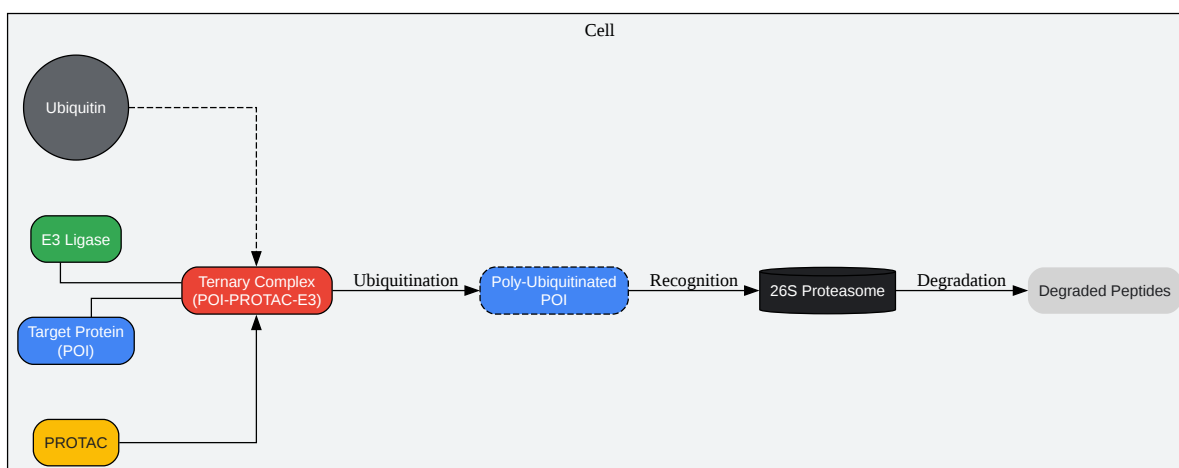 Cell
Ubiquitin
E3 Ligase
Target Protein
(POI)
PROTAC
Ternary Complex
(POI-PROTAC-E3)
Ubiquitination
Poly-Ubiquitinated
POI
Recognition
26S Proteasome
Degradation
Degraded Peptides